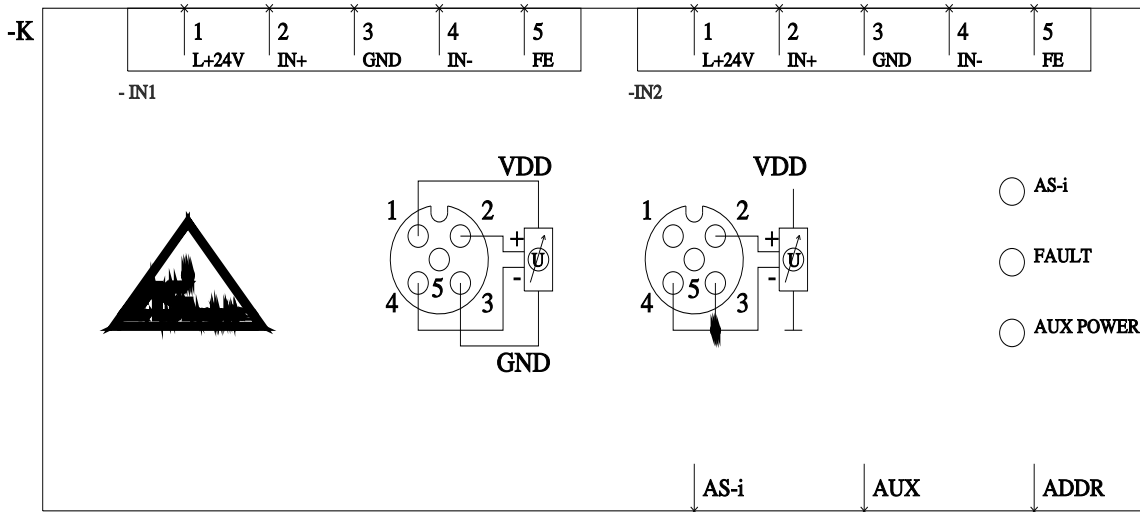 -K
1 2 3 4 5
L+24V IN+ GND IN- FE
1 2 3 4 5
L+24V IN+ GND IN- FE
- IN1
-IN2
VDD
1 2
+
U
-
4 5 3
GND
VDD
1 2
+
U
-
4 5 3
AS-i
FAULT
AUX POWER
AS-i AUX ADDR